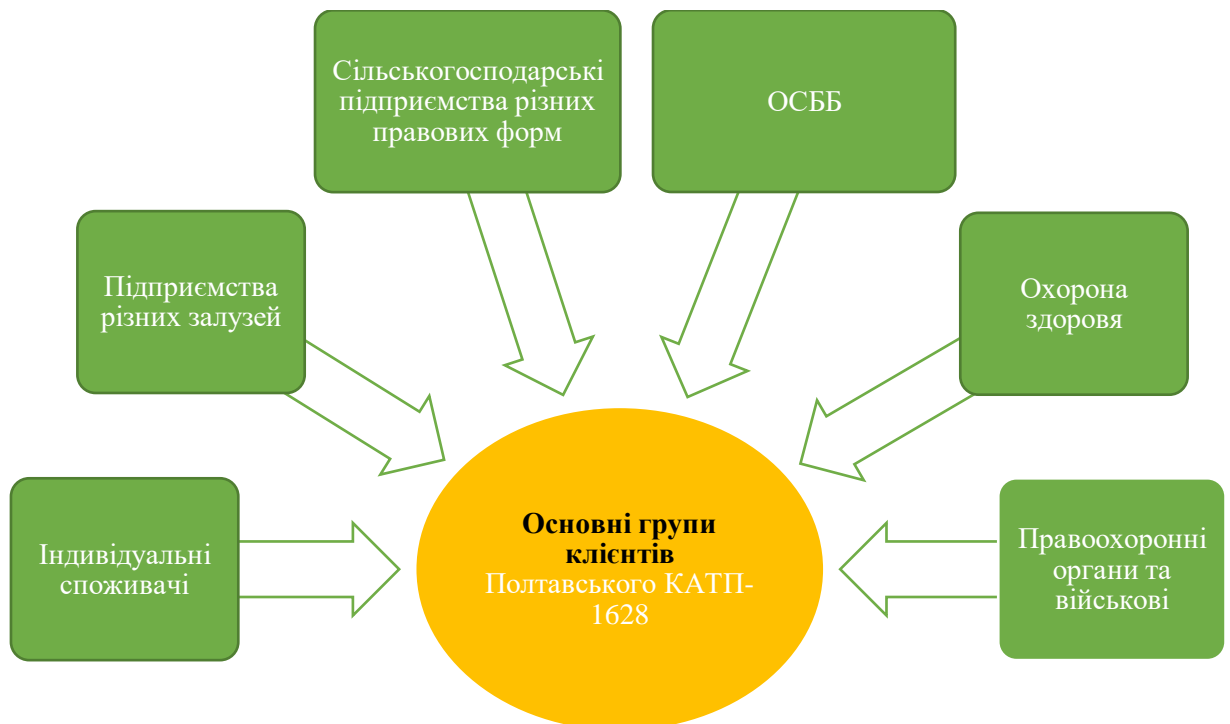 Сільськогосподарські
підприємства різних
правових форм
ОСББ
Підприємства
різних залузей
Охорона
здоровя
Індивідуальні
споживачі
Основні групи
клієнтів
Полтавського КАТП-
1628
Правоохоронні
органи та
військові